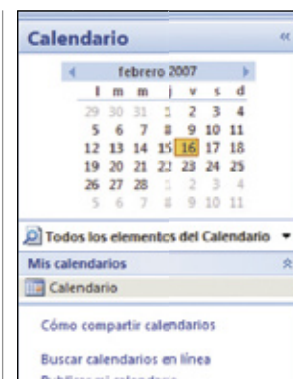 Calendario «
febrero 2007
l m m j v s d
29 30 31 1 2 3 4
5 6 7 8 9 10 11
12 13 14 15 16 17 18
19 20 21 22 23 24 25
26 27 28 1 2 3 4
5 6 7 8 9 10 11
Todos los elementos del Calendario
Mis calendarios
Calendario
Cómo compartir calendarios
Buscar calendarios en línea
Publicar mi calendario